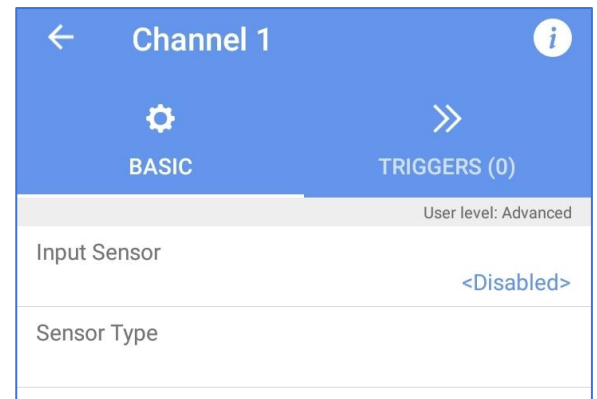 Channel 1
BASIC
TRIGGERS (0)
User level: Advanced
Input Sensor
<Disabled>
Sensor Type